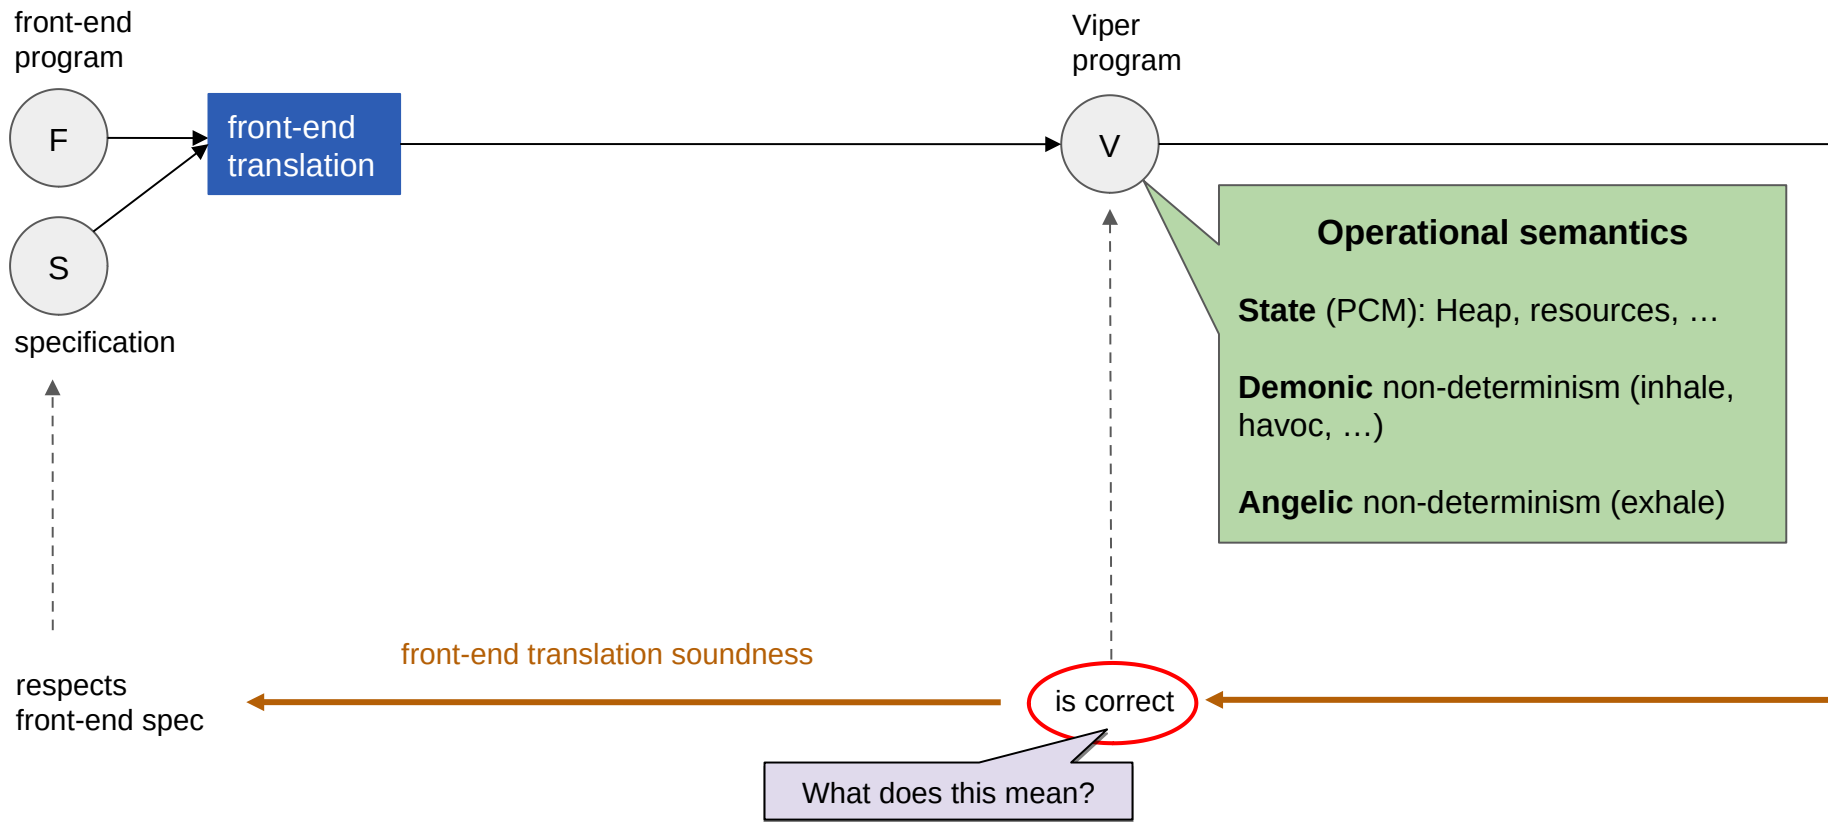 front-end
program
F
S
specification
front-end
translation
Viper
program
V
Operational semantics
State (PCM): Heap, resources, …
Demonic non-determinism (inhale,
havoc, …)
Angelic non-determinism (exhale)
front-end translation soundness
respects
front-end spec
is correct
What does this mean?